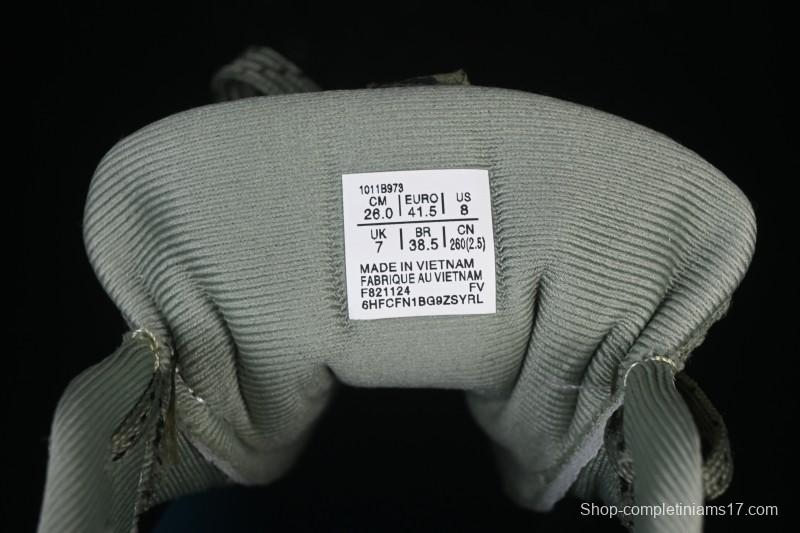 1011B973
CM EURO US
26.0 41.5 8
UK BR CN
7 38.5 260(2.5)
MADE IN VIETNAM
FABRIQUE AU VIETNAM
F821124 FV
6HFCFN1BG9ZSYRL
Shop-completiniams17.com